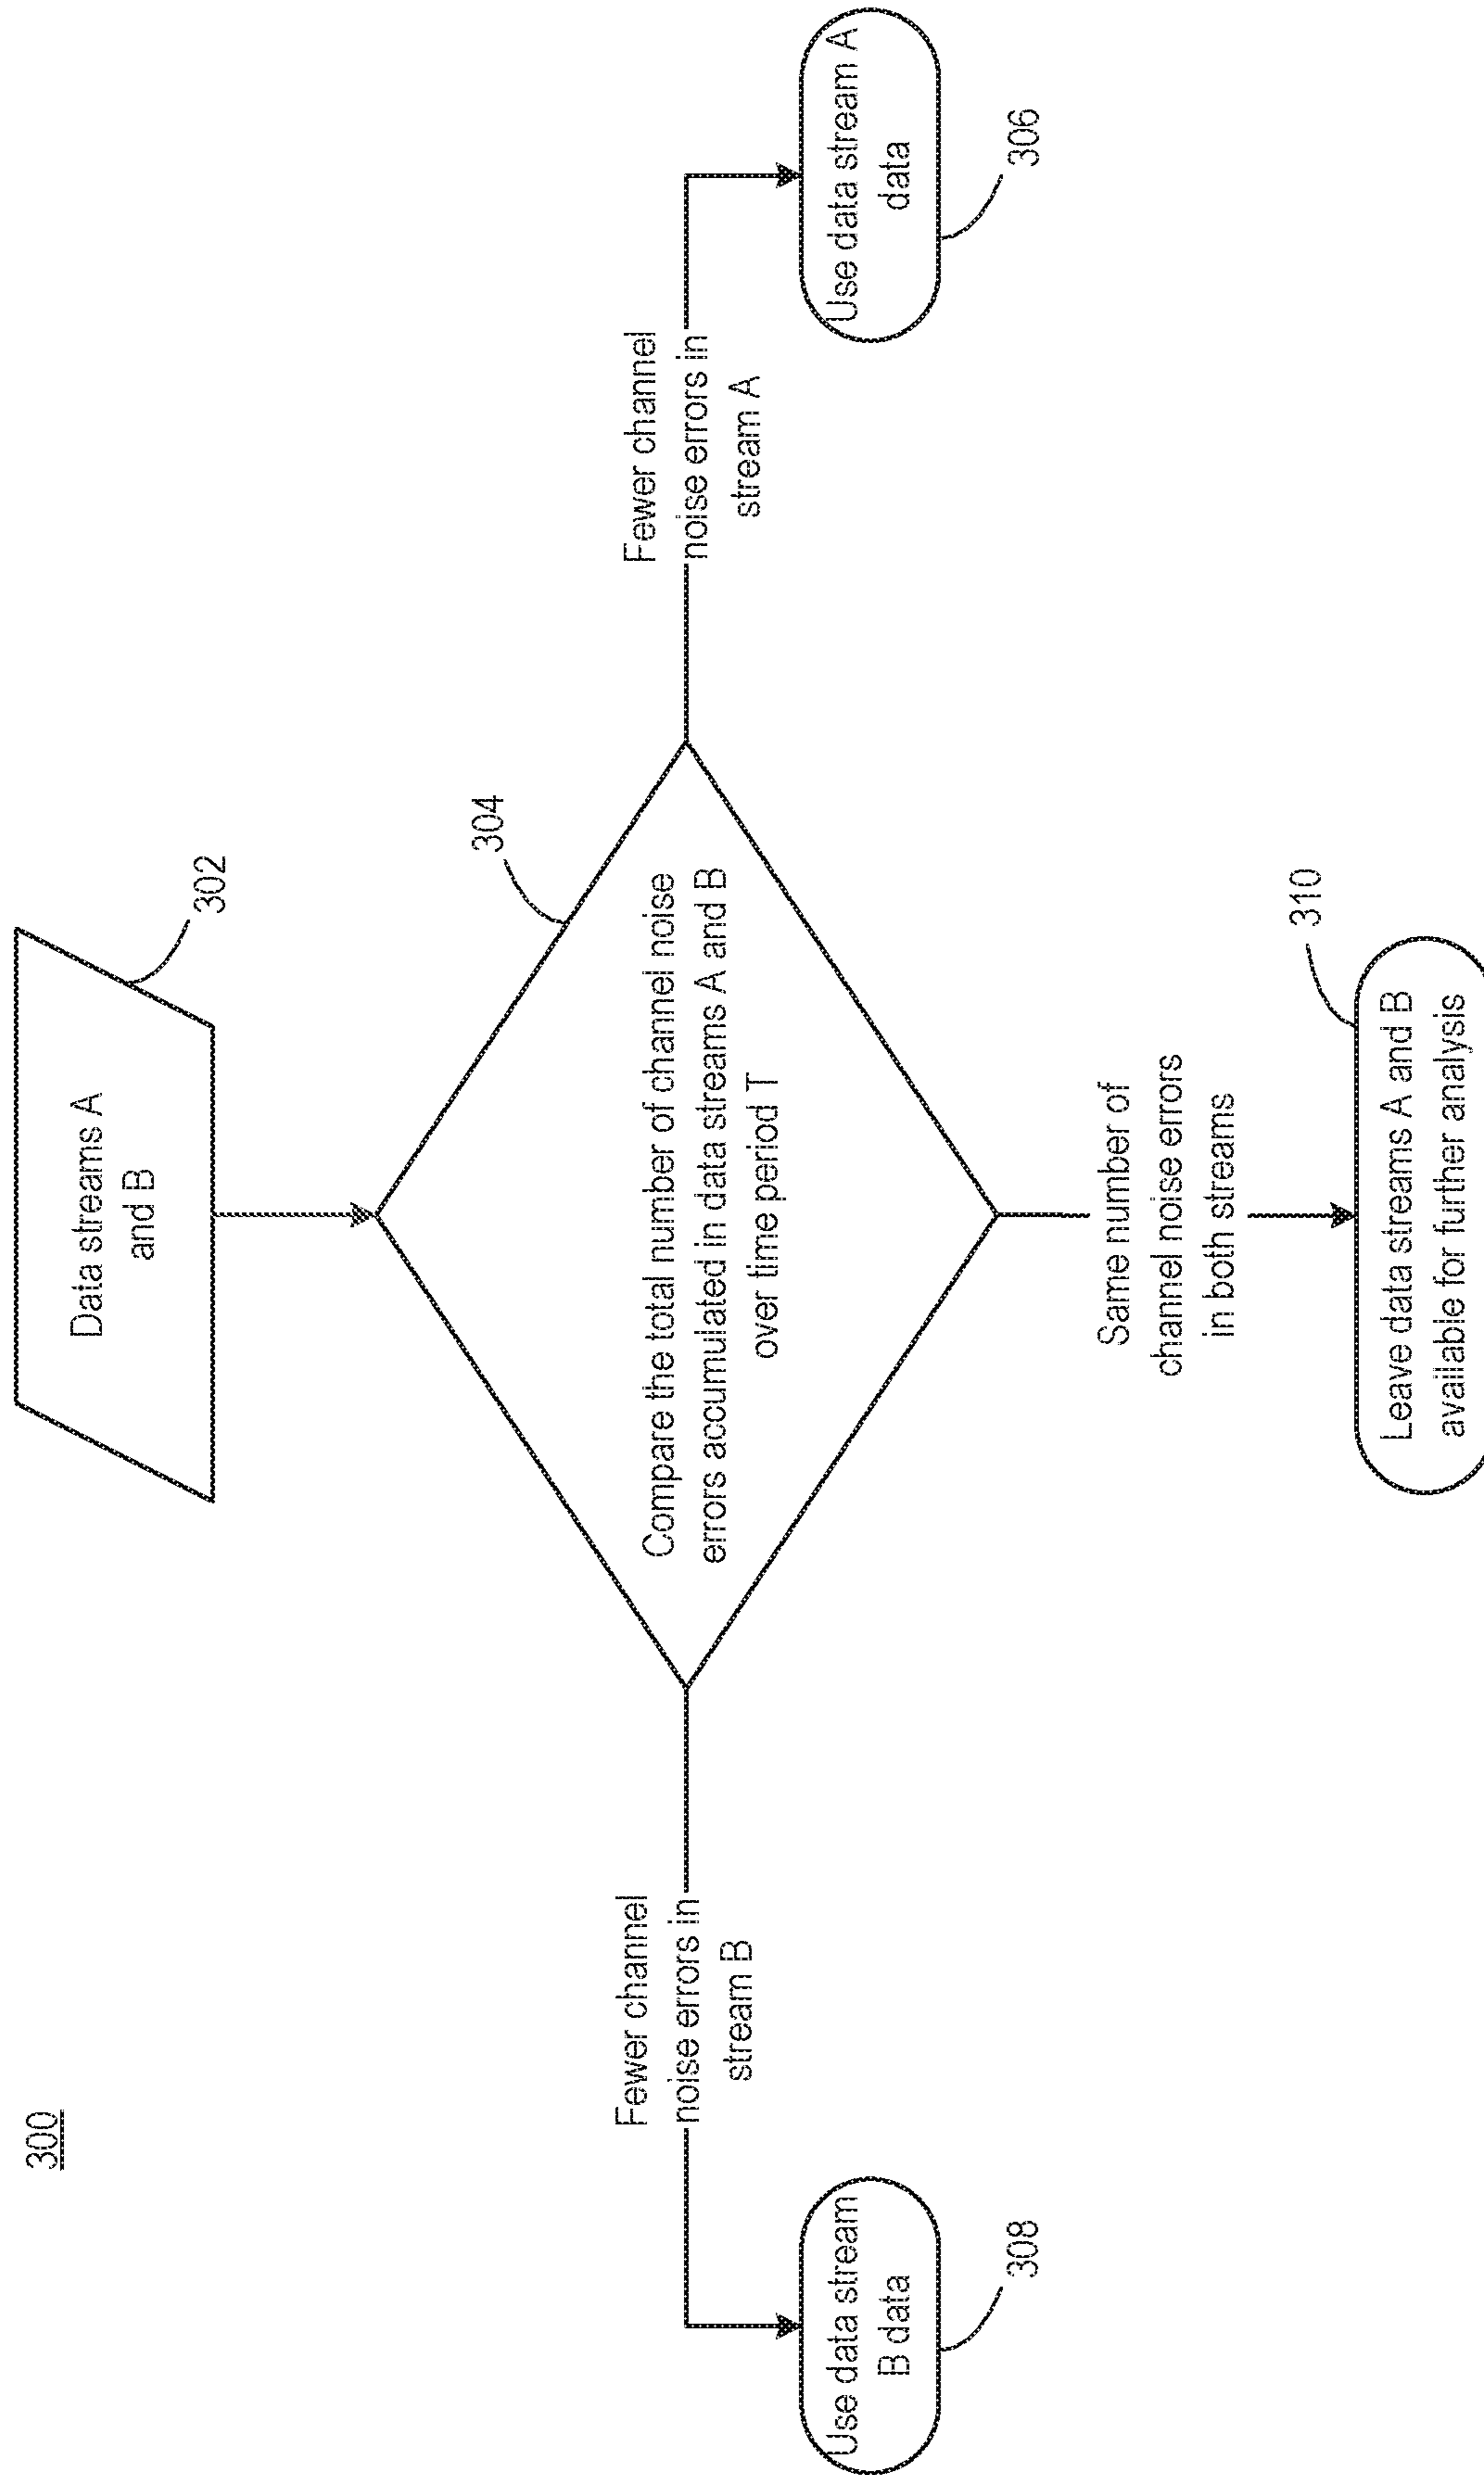 300
Data streams A
and B
302
304
Compare the total number of channel noise
errors accumulated in data streams A and B
over time period T
Fewer channel
noise errors in
stream B
Fewer channel
noise errors in
stream A
Use data stream
B data
308
Use data stream A
data
306
Same number of
channel noise errors
in both streams
310
Leave data streams A and B
available for further analysis